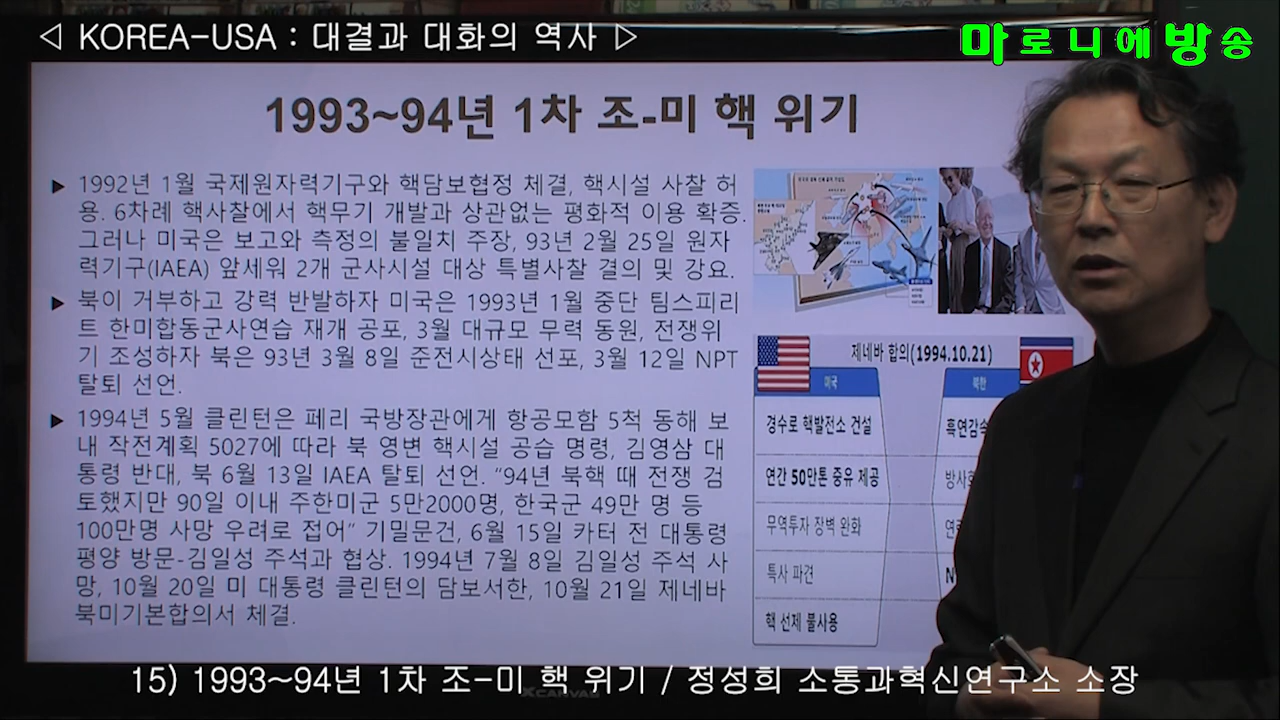 ◁ KOREA-USA : 대결과 대화의 역사 ▷
마로니에방송
1993~94년 1차 조-미 핵 위기
▶ 1992년 1월 국제원자력기구와 핵담보협정 체결, 핵시설 사찰 허
용. 6차례 핵사찰에서 핵무기 개발과 상관없는 평화적 이용 확증.
그러나 미국은 보고와 측정의 불일치 주장, 93년 2월 25일 원자
력기구(IAEA) 앞세워 2개 군사시설 대상 특별사찰 결의 및 강요.
▶ 북이 거부하고 강력 반발하자 미국은 1993년 1월 중단 팀스피리
트 한미합동군사연습 재개 공포, 3월 대규모 무력 동원, 전쟁위
기 조성하자 북은 93년 3월 8일 준전시상태 선포, 3월 12일 NPT
탈퇴 선언.
▶ 1994년 5월 클린턴은 페리 국방장관에게 항공모함 5척 동해 보
내 작전계획 5027에 따라 북 영변 핵시설 공습 명령, 김영삼 대
통령 반대, 북 6월 13일 IAEA 탈퇴 선언. “94년 북핵 때 전쟁 검
토했지만 90일 이내 주한미군 5만2000명, 한국군 49만 명 등
100만명 사망 우려로 접어” 기밀문건, 6월 15일 카터 전 대통령
평양 방문-김일성 주석과 협상. 1994년 7월 8일 김일성 주석 사
망, 10월 20일 미 대통령 클린턴의 담보서한, 10월 21일 제네바
북미기본합의서 체결.
제네바 합의(1994.10.21)
미국
북한
경수로 핵발전소 건설
흑연감속
연간 50만톤 중유 제공
방사화
무역투자 장벽 완화
특사 파견
N
핵 선제 불사용
15) 1993~94년 1차 조-미 핵 위기 / 정성희 소통과혁신연구소 소장